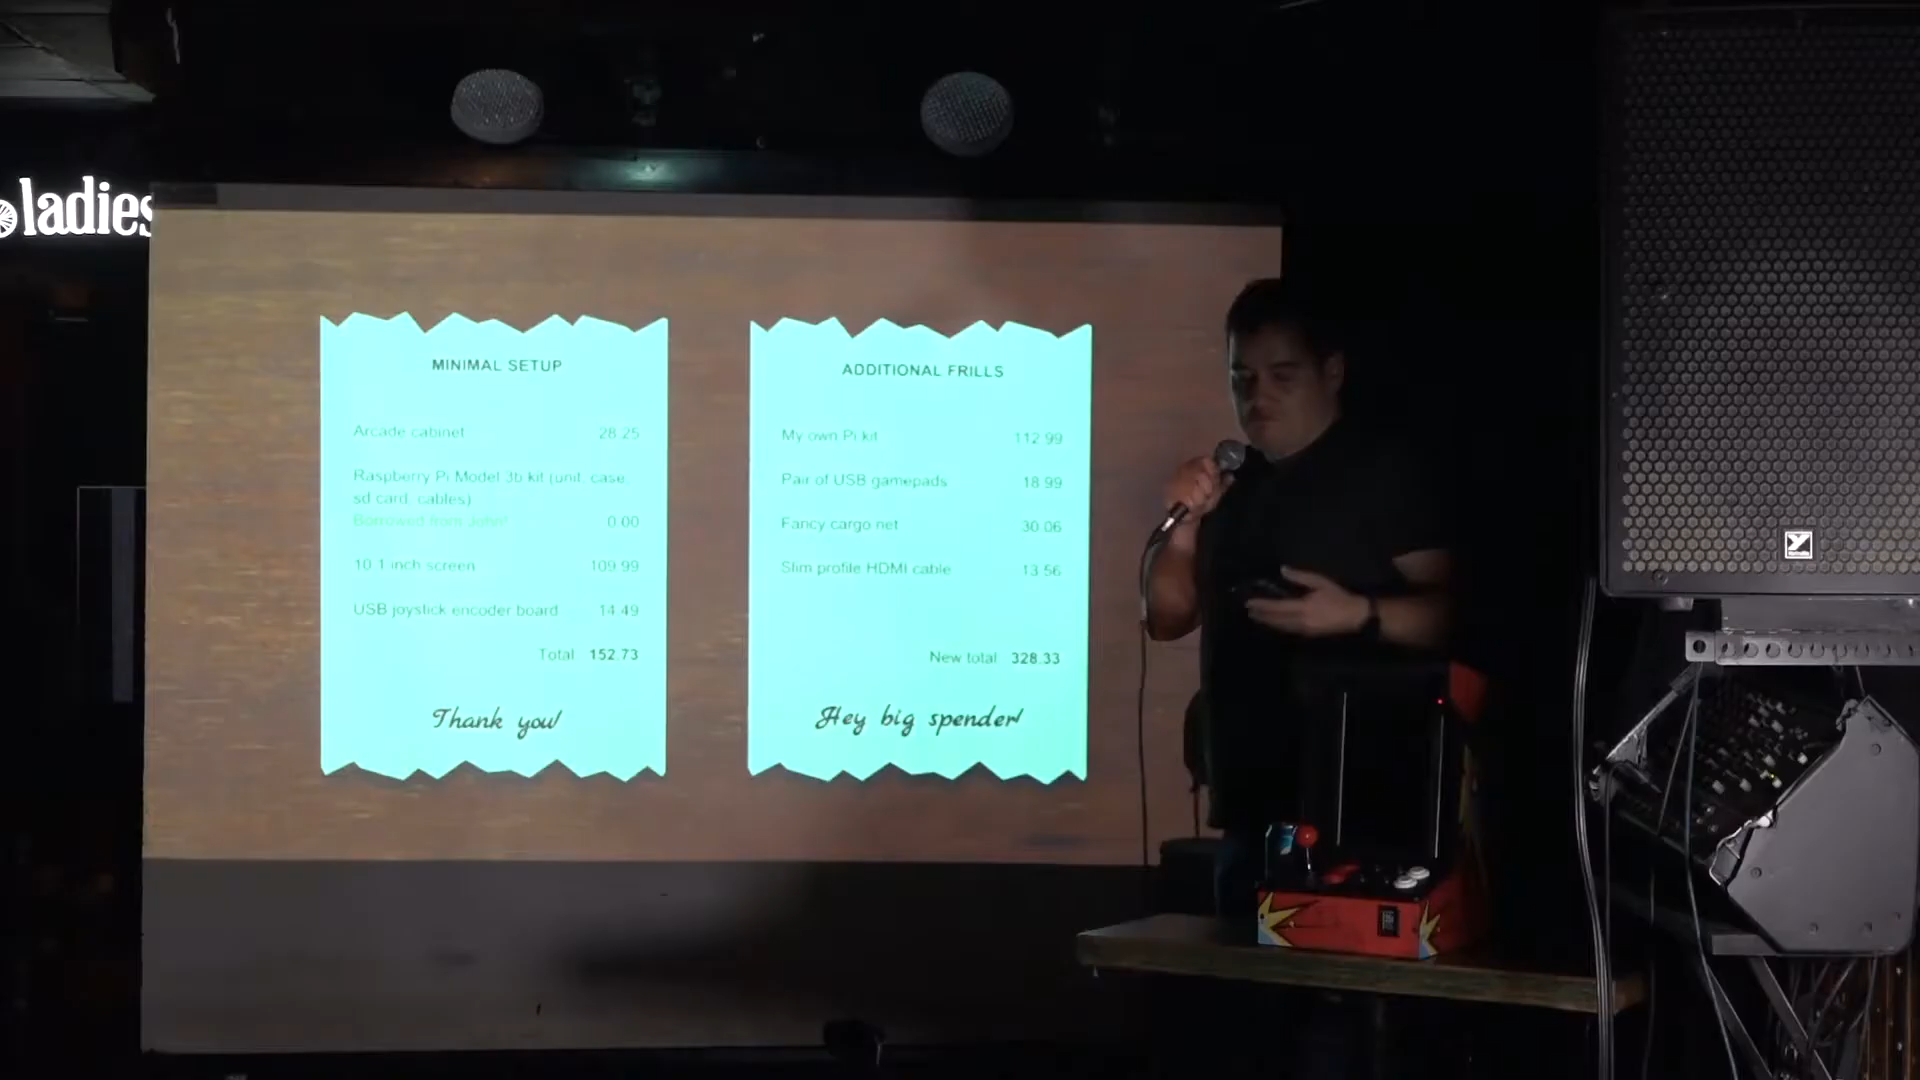 ladies
MINIMAL SETUP
Arcade cabinet 28.25
Raspberry Pi Model 3b kit (unit, case,
sd card, cables)
Borrowed from John! 0.00
10.1 inch screen 109.99
USB joystick encoder board 14.49
Total 152.73
Thank you!
ADDITIONAL FRILLS
My own Pi kit 112.99
Pair of USB gamepads 18.99
Fancy cargo net 30.06
Slim profile HDMI cable 13.56
New total 328.33
Hey big spender!